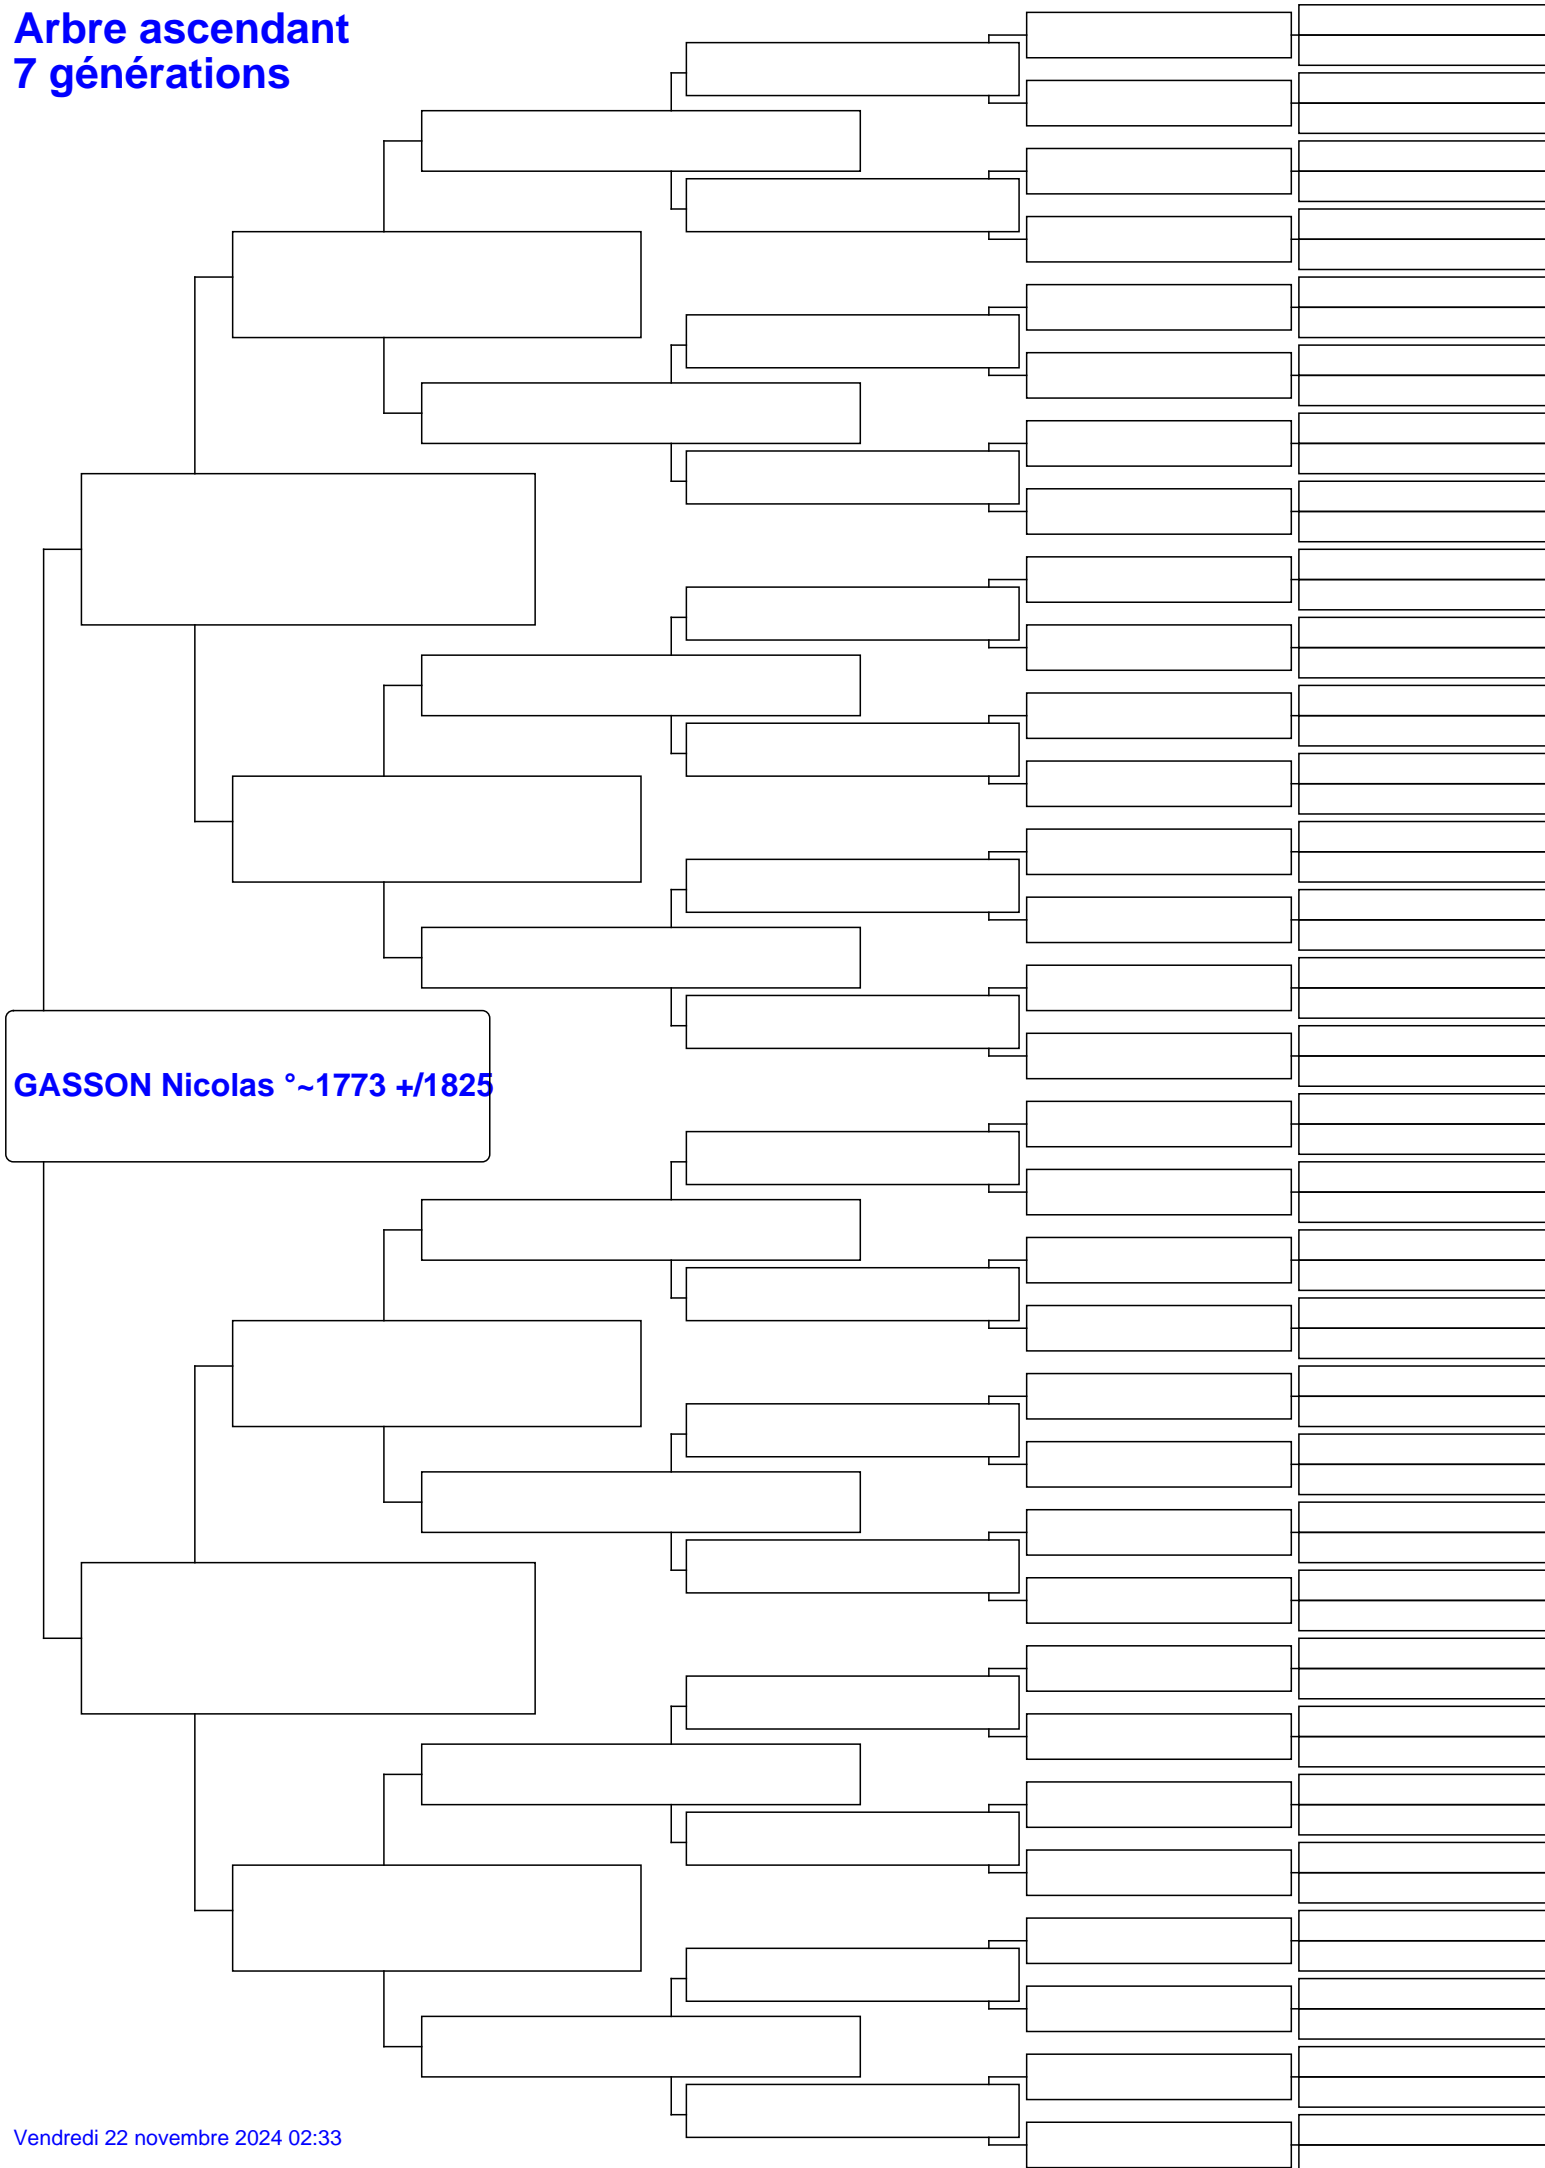 Arbre ascendant
7 générations
GASSON Nicolas °~1773 +/1825
Vendredi 22 novembre 2024 02:33